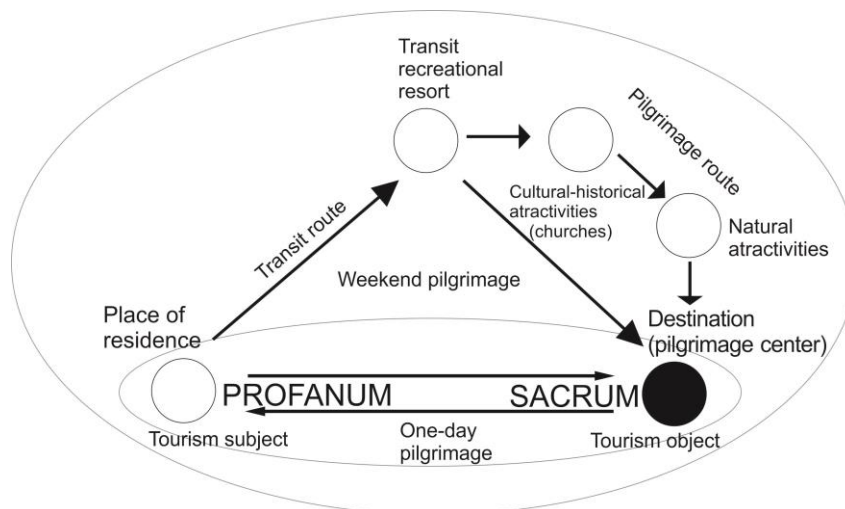 Transit
recreational
resort
Pilgrimage route
Cultural-historical
atractivities
(churches)
Transit route
Natural
atractivities
Weekend pilgrimage
Place of
residence
Destination
(pilgrimage center)
PROFANUM
SACRUM
Tourism subject
One-day
pilgrimage
Tourism object